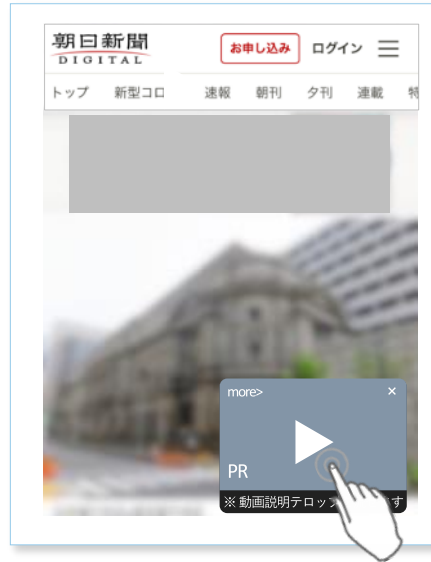 朝日新聞
DIGITAL
お申し込み ログイン
トップ 新型コロ 速報 朝刊 夕刊 連載 特
more> ×
PR
※ 動画説明テロッ す